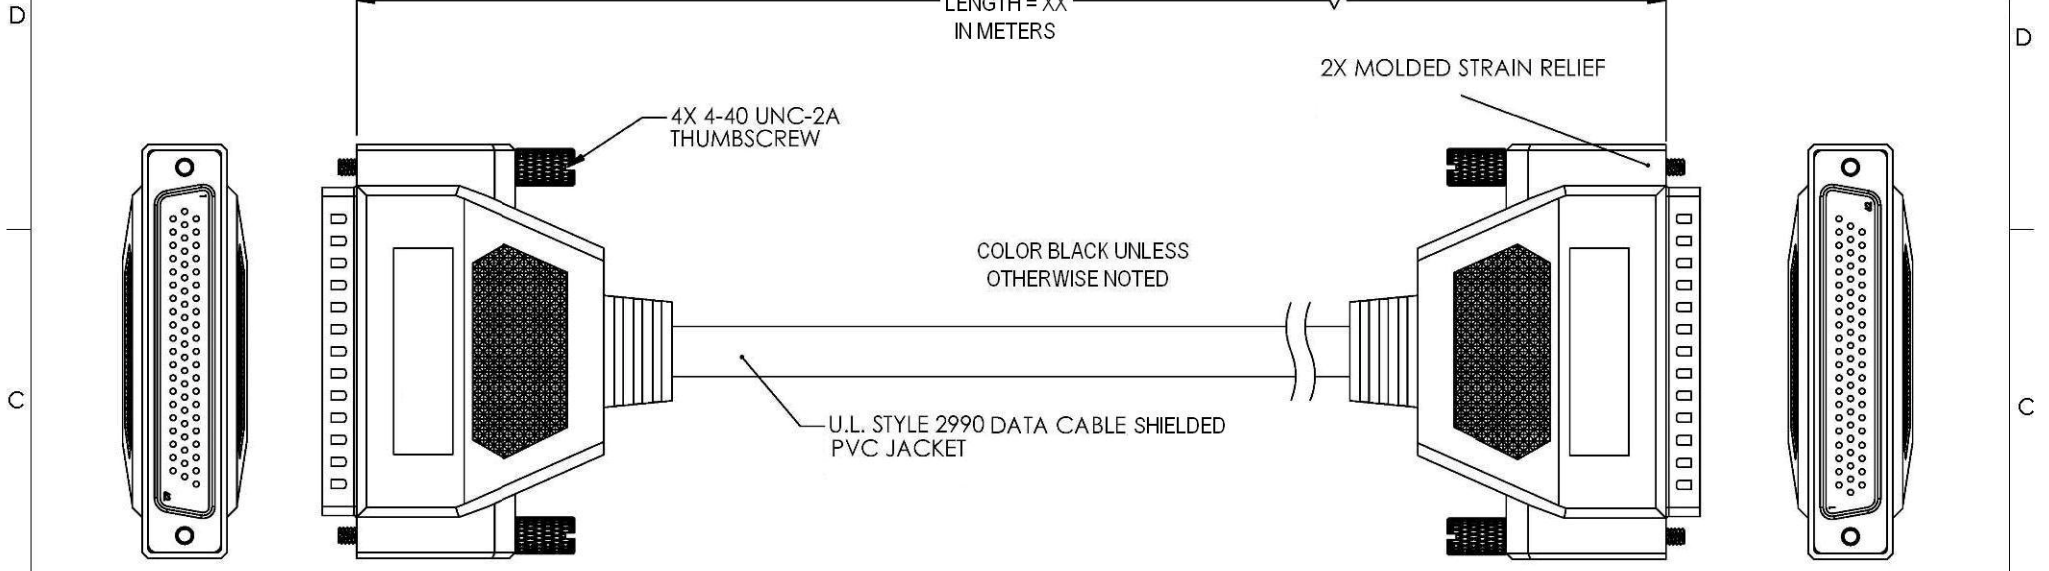 D
LENGTH = XX
IN METERS
D
2X MOLDED STRAIN RELIEF
4X 4-40 UNC-2A
THUMBSCREW
COLOR BLACK UNLESS
OTHERWISE NOTED
C
C
U.L. STYLE 2990 DATA CABLE SHIELDED
PVC JACKET